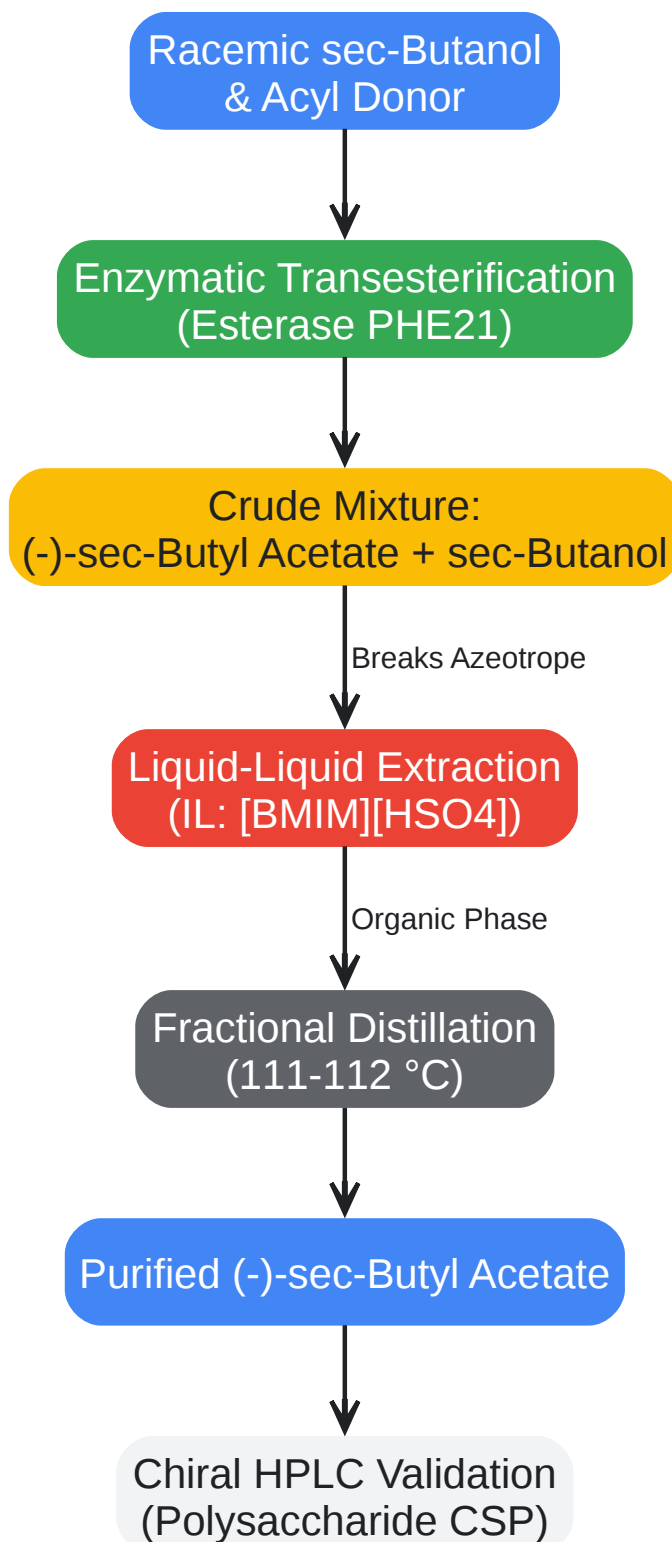 Racemic sec-Butanol
& Acyl Donor
Enzymatic Transesterification
(Esterase PHE21)
Crude Mixture:
(-)-sec-Butyl Acetate + sec-Butanol
Breaks Azeotrope
Liquid-Liquid Extraction
(IL: [BMIM][HSO4])
Organic Phase
Fractional Distillation
(111-112 °C)
Purified (-)-sec-Butyl Acetate
Chiral HPLC Validation
(Polysaccharide CSP)